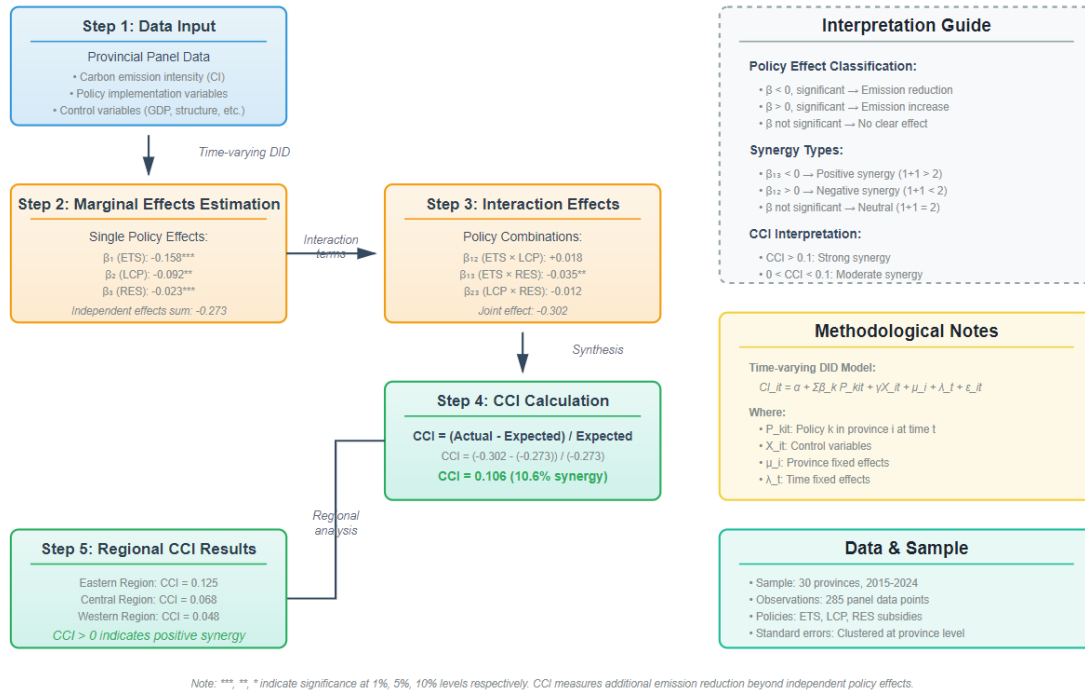 Step 1: Data Input
Provincial Panel Data
• Carbon emission intensity (CI)
• Policy implementation variables
• Control variables (GDP, structure, etc.)
Time-varying DID
Step 2: Marginal Effects Estimation
Single Policy Effects:
β₁ (ETS): -0.158***
β₂ (LCP): -0.092**
β₃ (RES): -0.023***
Independent effects sum: -0.273
Interaction
terms
Step 3: Interaction Effects
Policy Combinations:
β₁₂ (ETS × LCP): +0.018
β₁₃ (ETS × RES): -0.035**
β₂₃ (LCP × RES): -0.012
Joint effect: -0.302
Synthesis
Step 4: CCI Calculation
CCI = (Actual - Expected) / Expected
CCI = (-0.302 - (-0.273)) / (-0.273)
CCI = 0.106 (10.6% synergy)
Regional
analysis
Step 5: Regional CCI Results
Eastern Region: CCI = 0.125
Central Region: CCI = 0.068
Western Region: CCI = 0.048
CCI > 0 indicates positive synergy
Interpretation Guide
Policy Effect Classification:
• β < 0, significant → Emission reduction
• β > 0, significant → Emission increase
• β not significant → No clear effect
Synergy Types:
• β₁₃ < 0 → Positive synergy (1+1 > 2)
• β₁₂ > 0 → Negative synergy (1+1 < 2)
• β not significant → Neutral (1+1 = 2)
CCI Interpretation:
• CCI > 0.1: Strong synergy
• 0 < CCI < 0.1: Moderate synergy
Methodological Notes
Time-varying DID Model:
CI_it = α + Σβ_k P_kit + γX_it + μ_i + λ_t + ε_it
Where:
• P_kit: Policy k in province i at time t
• X_it: Control variables
• μ_i: Province fixed effects
• λ_t: Time fixed effects
Data & Sample
• Sample: 30 provinces, 2015-2024
• Observations: 285 panel data points
• Policies: ETS, LCP, RES subsidies
• Standard errors: Clustered at province level
Note: ***, **, * indicate significance at 1%, 5%, 10% levels respectively. CCI measures additional emission reduction beyond independent policy effects.